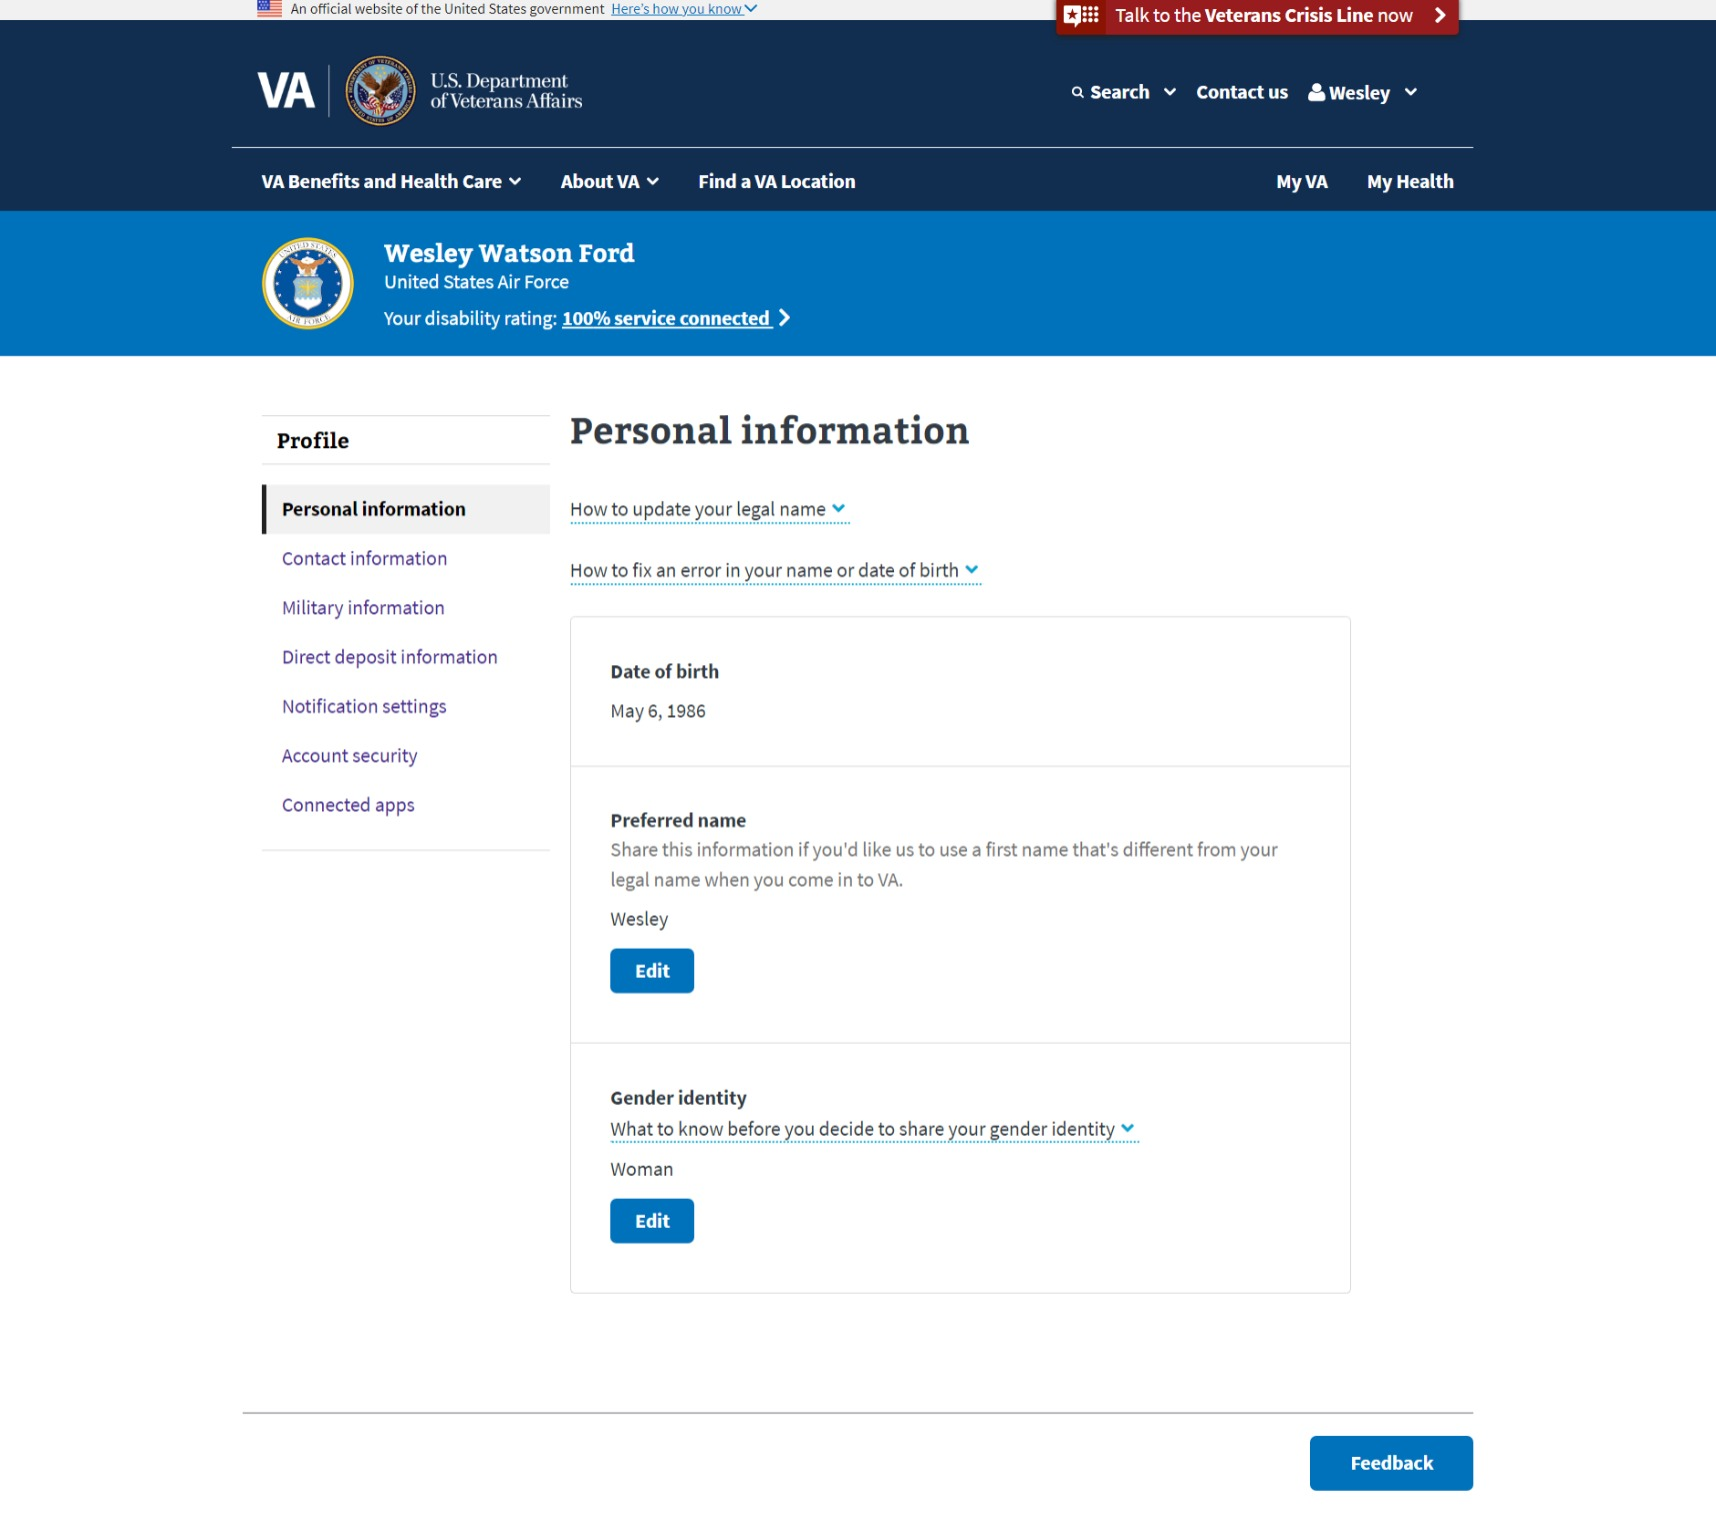 An official website of the United States government Here's how you know
Talk to the Veterans Crisis Line now
VA
U.S. Department
of Veterans Affairs
Search
Contact us
Wesley
VA Benefits and Health Care
About VA
Find a VA Location
My VA
My Health
UNITED STATES
AIR FORCE
Wesley Watson Ford
United States Air Force
Your disability rating: 100% service connected
Profile
Personal information
Contact information
Military information
Direct deposit information
Notification settings
Account security
Connected apps
Personal information
How to update your legal name
How to fix an error in your name or date of birth
Date of birth
May 6, 1986
Preferred name
Share this information if you'd like us to use a first name that's different from your
legal name when you come in to VA.
Wesley
Edit
Gender identity
What to know before you decide to share your gender identity
Woman
Edit
Feedback